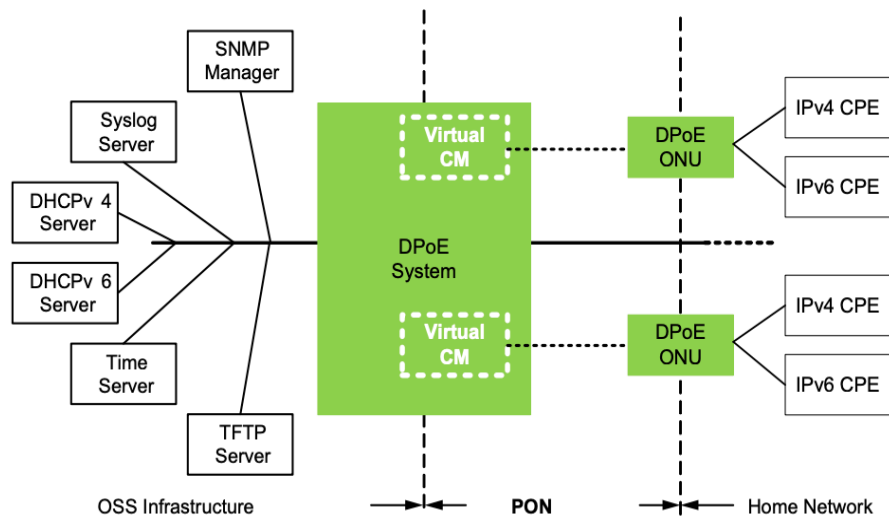 SNMP
Manager
Syslog
Server
DHCPv 4
Server
DHCPv 6
Server
Time
Server
TFTP
Server
Virtual
CM
DPoE
System
Virtual
CM
DPoE
ONU
IPv4 CPE
IPv6 CPE
DPoE
ONU
IPv4 CPE
IPv6 CPE
OSS Infrastructure
PON
Home Network